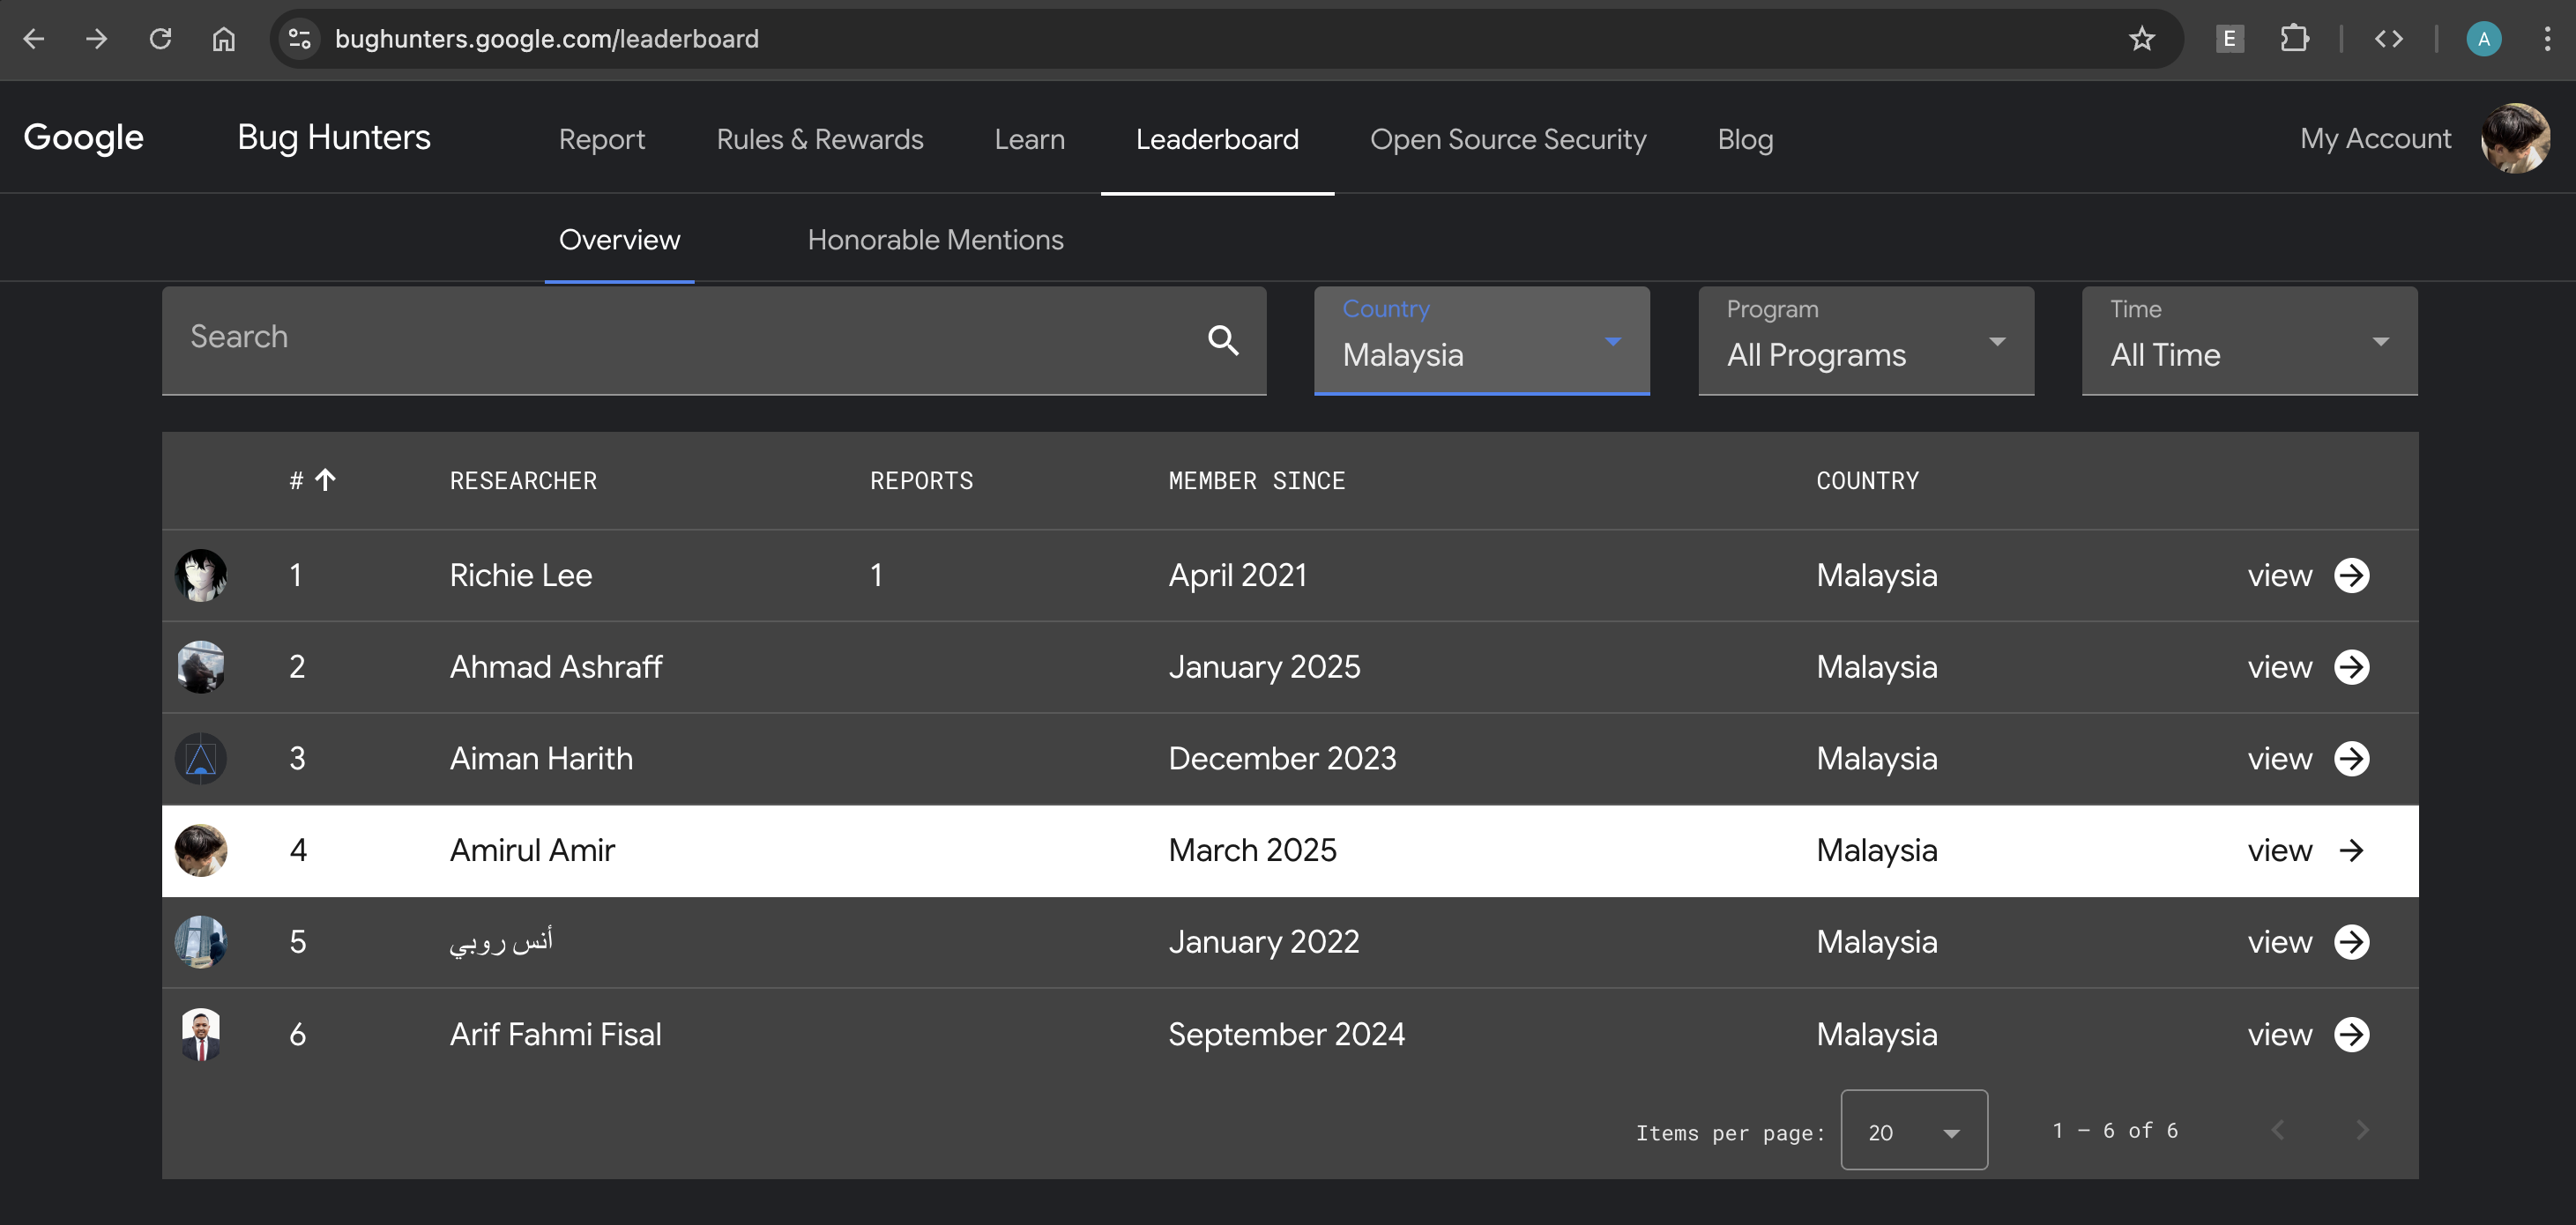 bughunters.google.com/leaderboard
E
A
Google Bug Hunters Report Rules & Rewards Learn Leaderboard Open Source Security Blog My Account
Overview Honorable Mentions
Search
Country
Malaysia
Program
All Programs
Time
All Time
# RESEARCHER REPORTS MEMBER SINCE COUNTRY
1 Richie Lee 1 April 2021 Malaysia view
2 Ahmad Ashraff January 2025 Malaysia view
3 Aiman Harith December 2023 Malaysia view
4 Amirul Amir March 2025 Malaysia view
5 أنس روبي January 2022 Malaysia view
6 Arif Fahmi Fisal September 2024 Malaysia view
Items per page: 20 1 – 6 of 6